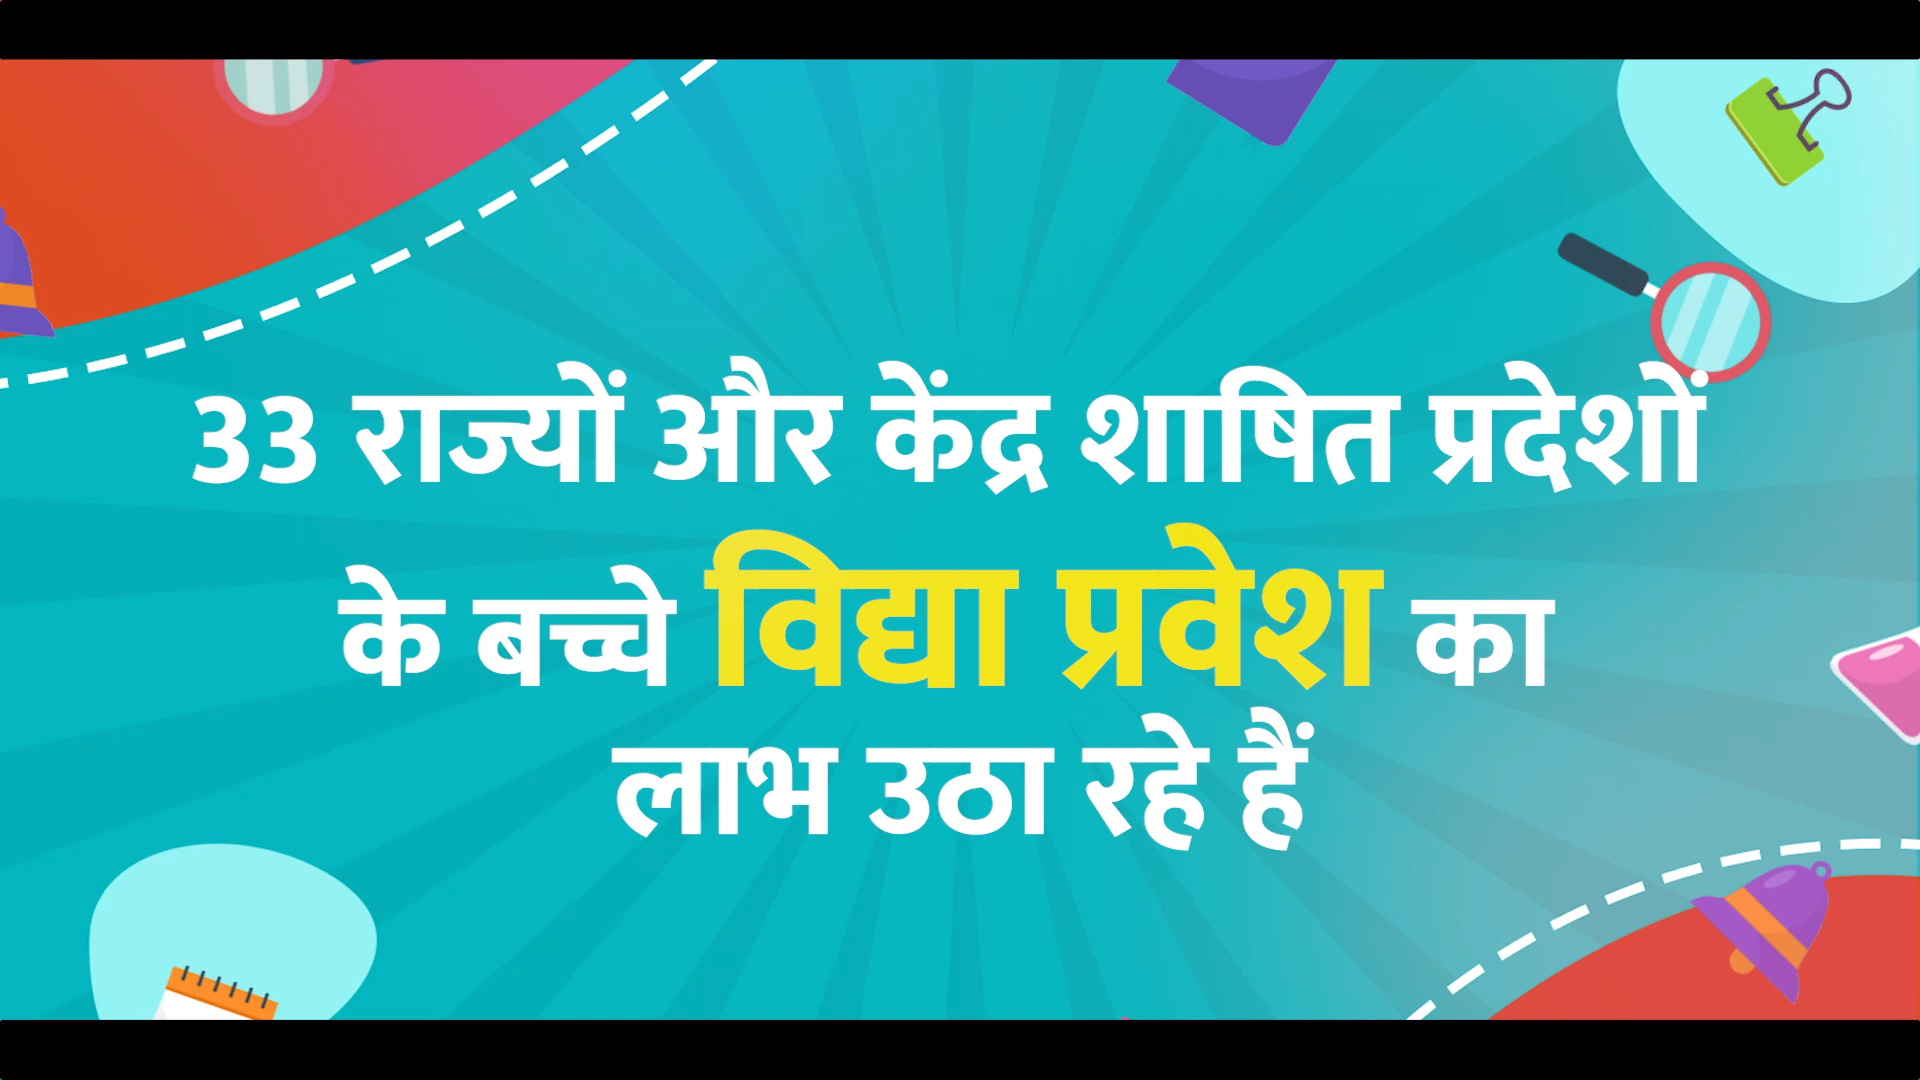 33 राज्यों और केंद्र शाषित प्रदेशों
के बच्चे विद्या प्रवेश का
लाभ उठा रहे हैं